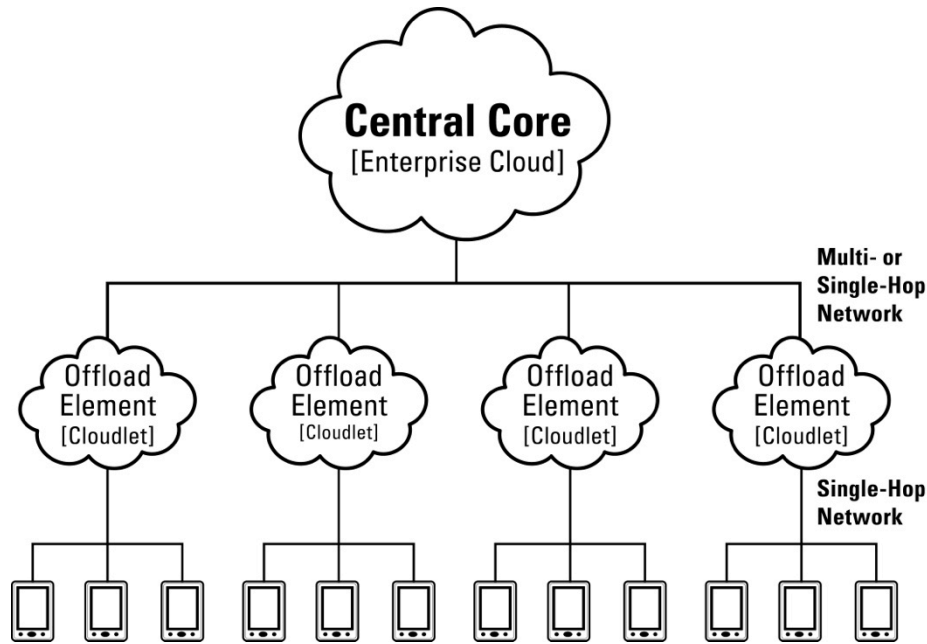 Central Core
[Enterprise Cloud]
Multi- or
Single-Hop
Network
Offload
Element
[Cloudlet]
Offload
Element
[Cloudlet]
Offload
Element
[Cloudlet]
Offload
Element
[Cloudlet]
Single-Hop
Network